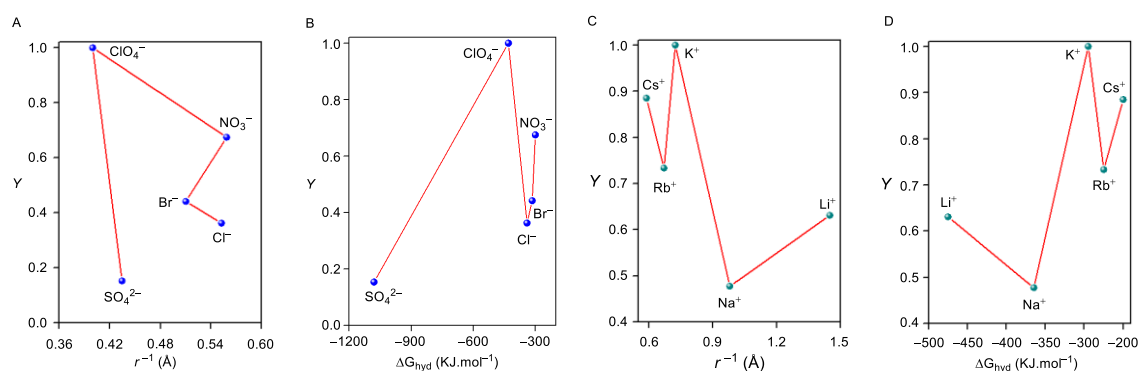 A
1.0
0.8
0.6
0.4
0.2
0.0
Y
ClO₄⁻
NO₃⁻
Br⁻
Cl⁻
SO₄²⁻
0.36 0.42 0.48 0.54 0.60
r⁻¹ (Å)
B
1.0
0.8
0.6
0.4
0.2
0.0
Y
ClO₄⁻
NO₃⁻
Br⁻
Cl⁻
SO₄²⁻
−1200 −900 −600 −300
ΔG_hyd (KJ.mol⁻¹)
C
1.0
0.9
0.8
0.7
0.6
0.5
0.4
Y
K⁺
Cs⁺
Rb⁺
Li⁺
Na⁺
0.6 0.9 1.2 1.5
r⁻¹ (Å)
D
1.0
0.9
0.8
0.7
0.6
0.5
0.4
Y
K⁺
Cs⁺
Rb⁺
Li⁺
Na⁺
−500 −450 −400 −350 −300 −250 −200
ΔG_hyd (KJ.mol⁻¹)